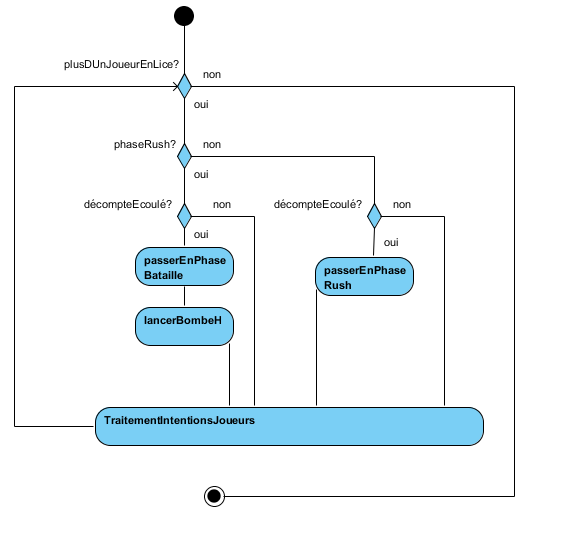 plusDUnJoueurEnLice?
non
oui
phaseRush?
non
oui
décompteEcoulé?
non
décompteEcoulé?
non
oui
oui
passerEnPhase
Bataille
passerEnPhase
Rush
lancerBombeH
TraitementIntentionsJoueurs